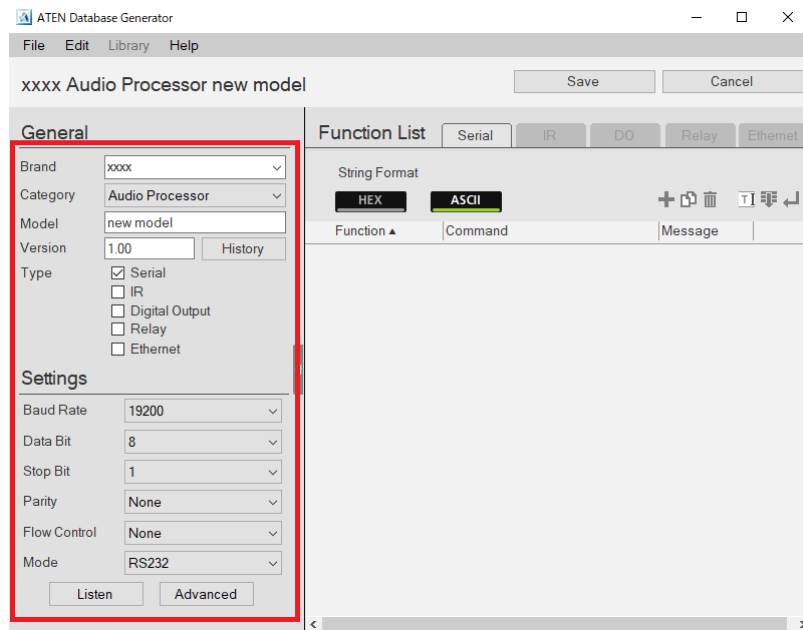 ATEN Database Generator
File Edit Library Help
xxxx Audio Processor new model
Save Cancel
General
Brand xxxx
Category Audio Processor
Model new model
Version 1.00 History
Type Serial
IR
Digital Output
Relay
Ethernet
Settings
Baud Rate 19200
Data Bit 8
Stop Bit 1
Parity None
Flow Control None
Mode RS232
Listen Advanced
Function List Serial IR DO Relay Ethernet
String Format
HEX ASCII
Function Command Message